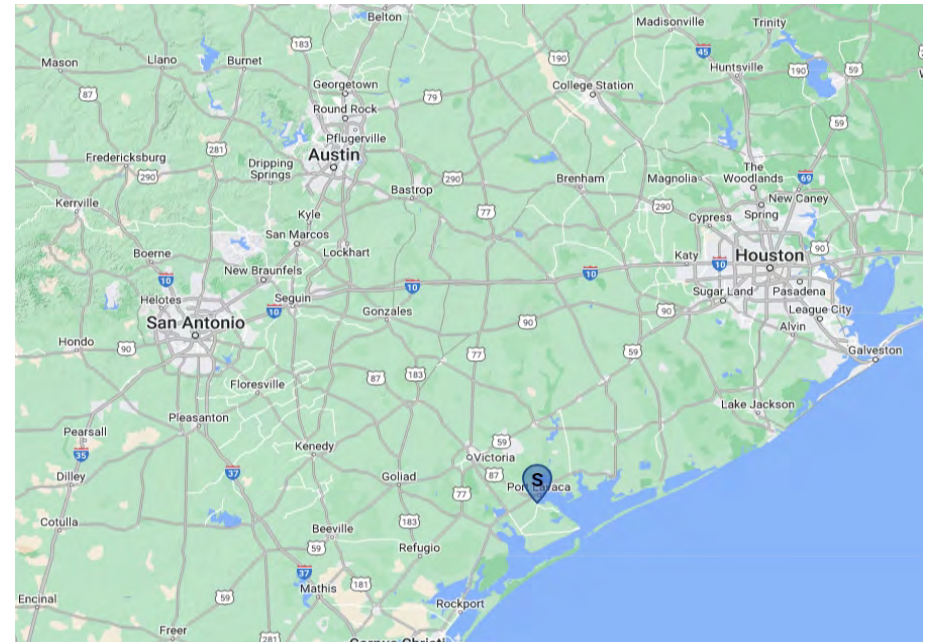 Belton
Madisonville
Trinity
183
45
190
Huntsville
Mason
Llano
Burnet
87
Georgetown
79
College Station
190
59
Round Rock
59
Pflugerville
281
Fredericksburg
Austin
290
Dripping
Springs
The
Woodlands
69
Kerrville
Bastrop
290
Brenham
Magnolia
New Caney
Kyle
77
290
Cypress
Spring
San Marcos
Boerne
Lockhart
Katy
10
Houston
90
New Braunfels
10
10
10
Helotes
10
Seguin
Sugar Land
Pasadena
San Antonio
Gonzales
90
90
League City
Alvin
Hondo
90
77
59
Galveston
87
183
Floresville
Pleasanton
Lake Jackson
Pearsall
35
Kenedy
59
Victoria
Dilley
37
Goliad
87
S
Port Lavaca
77
Cotulla
183
Beeville
59
Refugio
37
Mathis
181
Encinal
59
Rockport
Freer
281